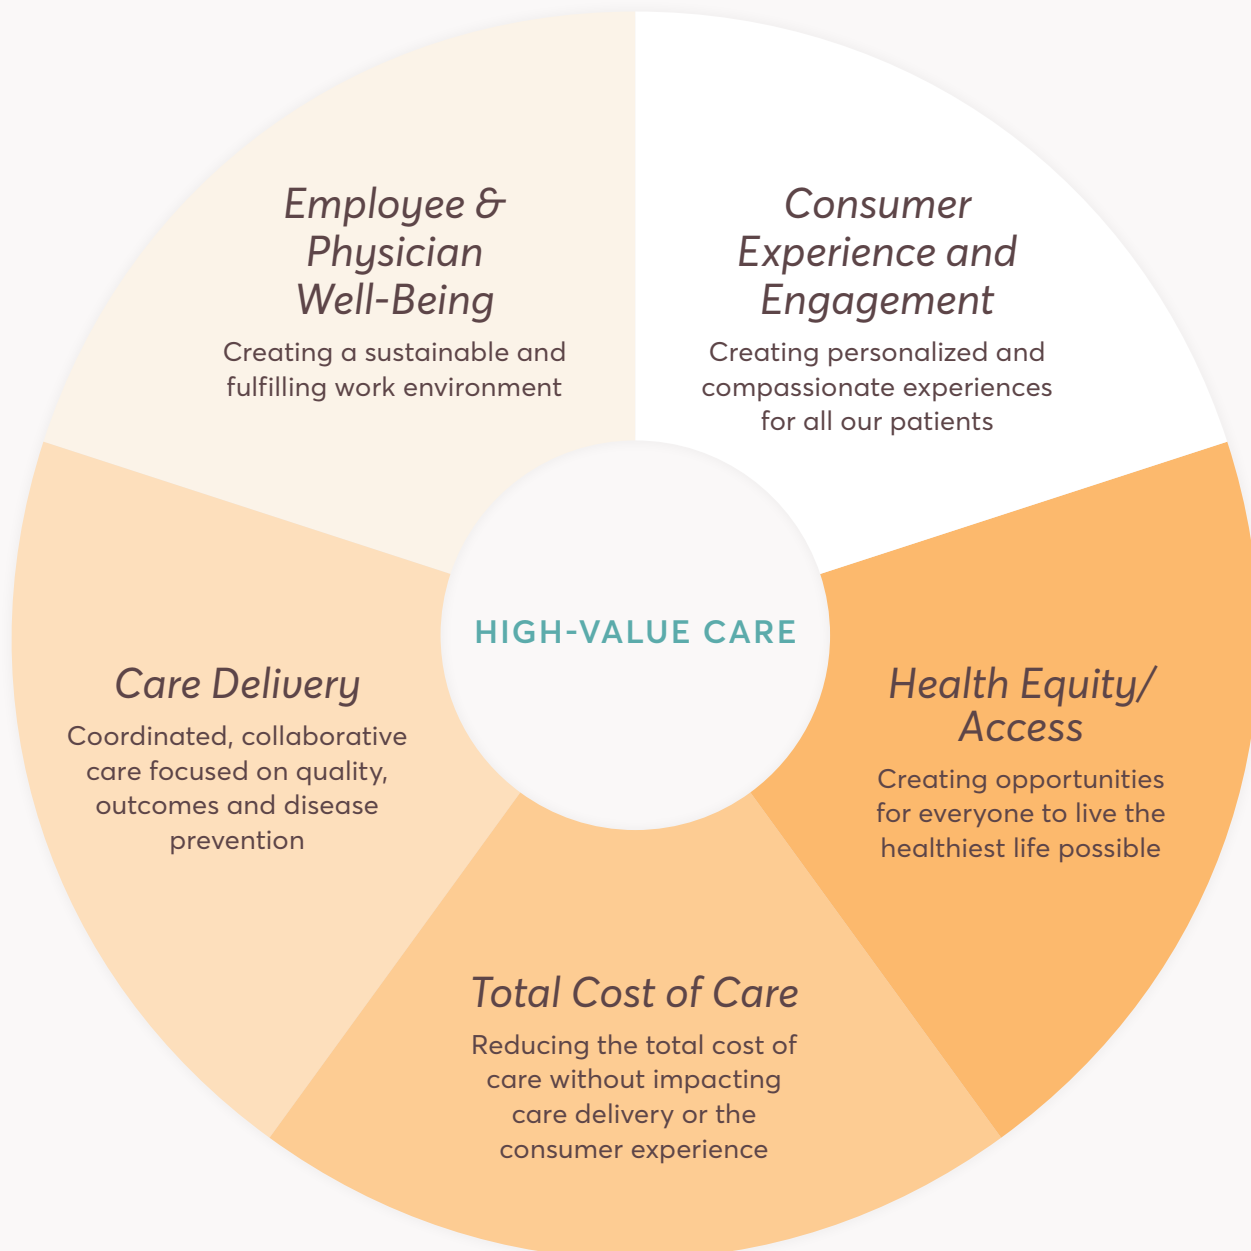 Employee &
Physician
Well-Being
Creating a sustainable and
fulfilling work environment
Consumer
Experience and
Engagement
Creating personalized and
compassionate experiences
for all our patients
HIGH-VALUE CARE
Care Delivery
Coordinated, collaborative
care focused on quality,
outcomes and disease
prevention
Health Equity/
Access
Creating opportunities
for everyone to live the
healthiest life possible
Total Cost of Care
Reducing the total cost of
care without impacting
care delivery or the
consumer experience